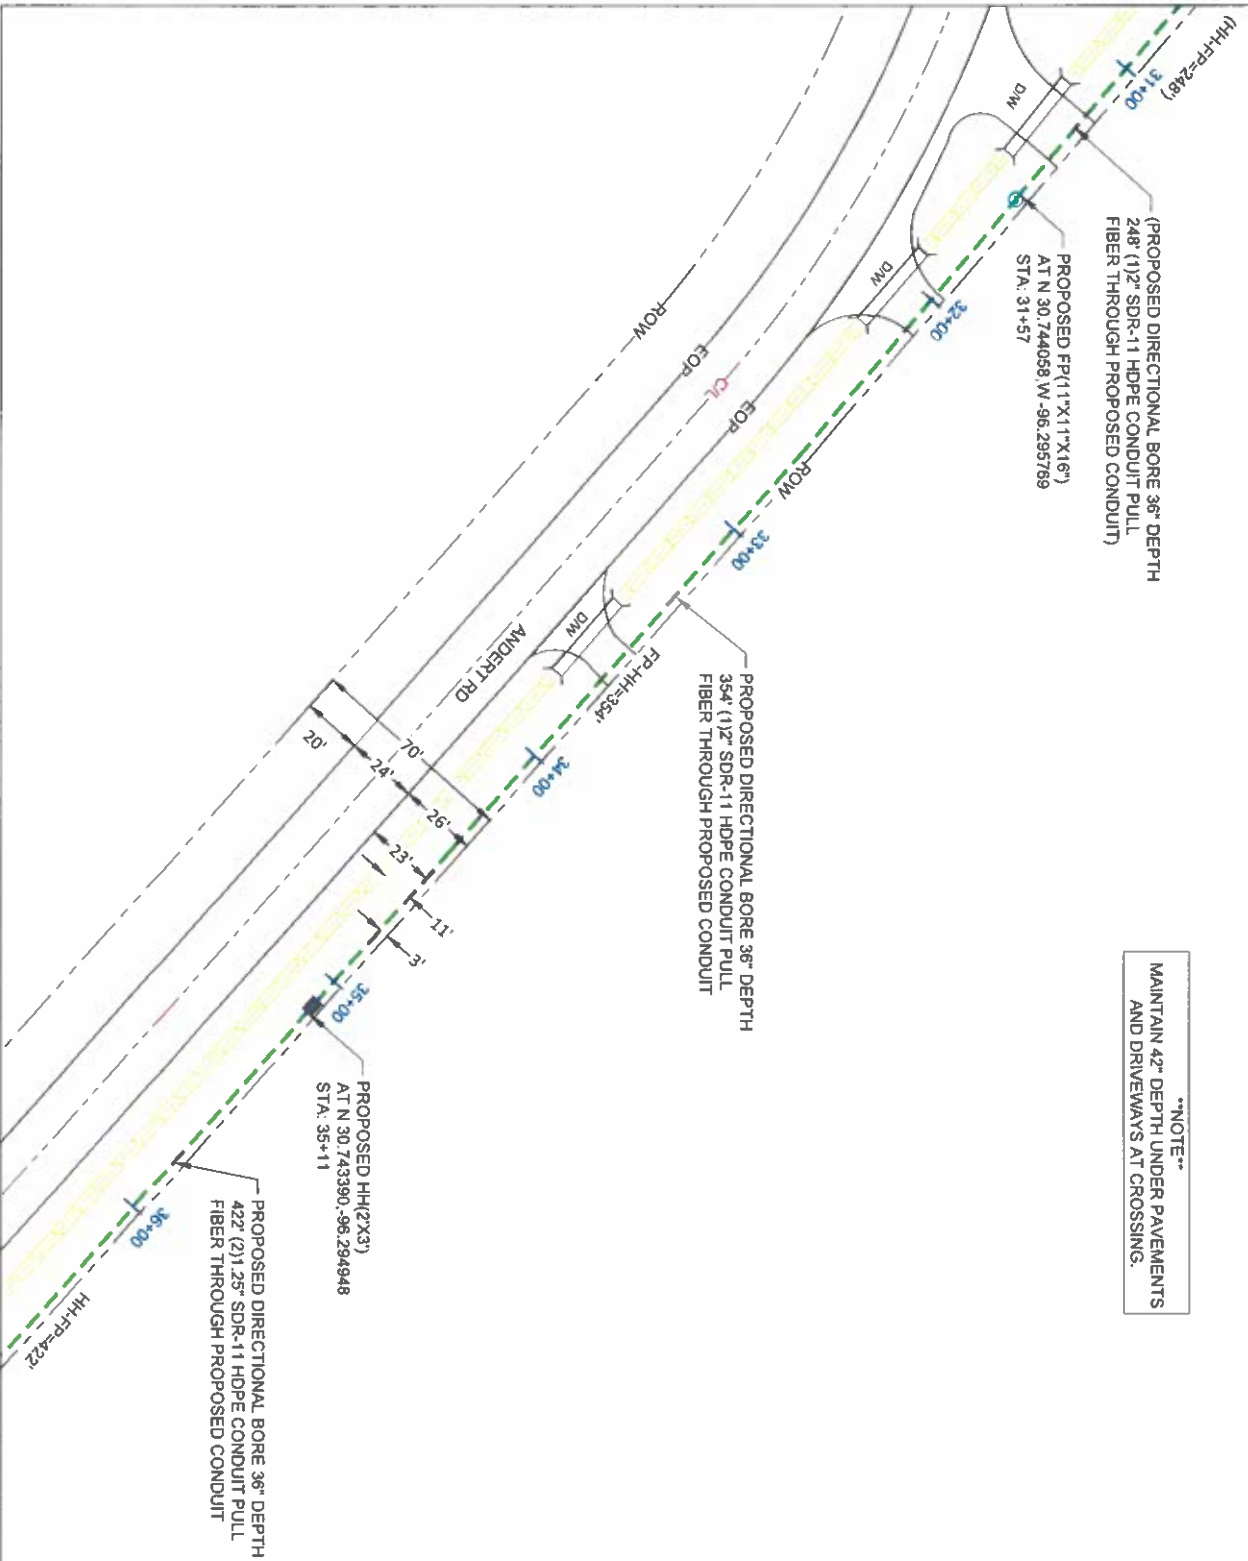 (HH-FP=248')
31+00
(PROPOSED DIRECTIONAL BORE 36" DEPTH
248' (1)2" SDR-11 HDPE CONDUIT PULL
FIBER THROUGH PROPOSED CONDUIT)
D/W
PROPOSED FP(11"X11"X16")
AT N 30.744058,W -96.295769
STA: 31+57
D/W
32+00
ROW
EOP
C/L
EOP
ROW
33+00
PROPOSED DIRECTIONAL BORE 36" DEPTH
354' (1)2" SDR-11 HDPE CONDUIT PULL
FIBER THROUGH PROPOSED CONDUIT
D/W
FP-HH=354'
ANDERT RD
34+00
20'
70'
24'
26'
23'
11'
3'
35+00
PROPOSED HH(2'X3')
AT N 30.743390,-96.294948
STA: 35+11
PROPOSED DIRECTIONAL BORE 36" DEPTH
422' (2)1.25" SDR-11 HDPE CONDUIT PULL
FIBER THROUGH PROPOSED CONDUIT
36+00
HH-FP=422'
**NOTE**
MAINTAIN 42" DEPTH UNDER PAVEMENTS
AND DRIVEWAYS AT CROSSING.